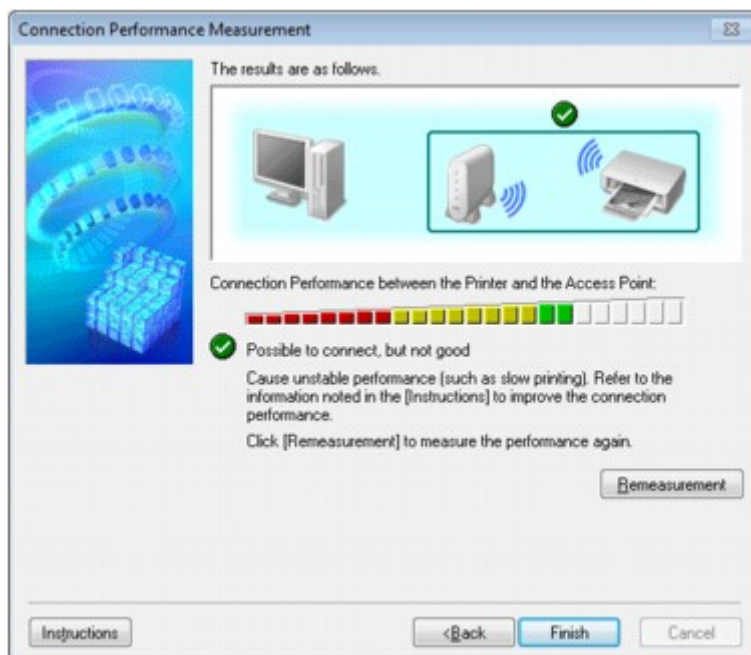 Connection Performance Measurement
The results are as follows.
Connection Performance between the Printer and the Access Point:
Possible to connect, but not good
Cause unstable performance (such as slow printing). Refer to the
information noted in the [Instructions] to improve the connection
performance.
Click [Remeasurement] to measure the performance again.
Remeasurement
Instructions
<Back
Finish
Cancel